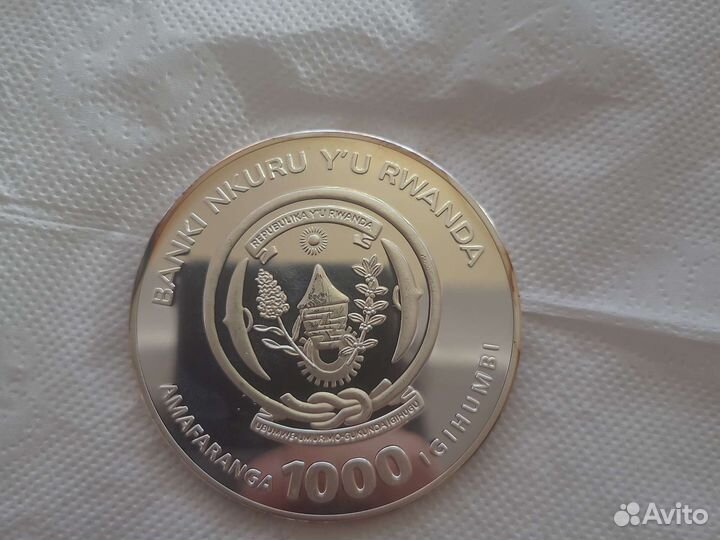 BANKI NKURU Y'U RWANDA
REPUBULIKA Y'U RWANDA
UBUMWE-UMURIMO-GUKUNDA IGIHUGU
AMAFARANGA 1000 IGIHUMBI
Avito